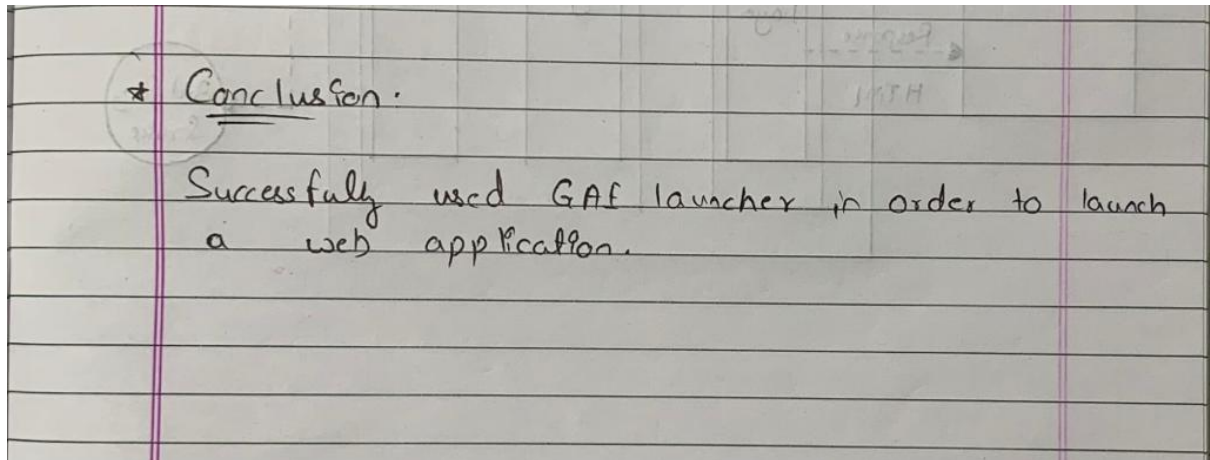 * Conclusion.
Successfully used GAE launcher in order to launch
a web application.